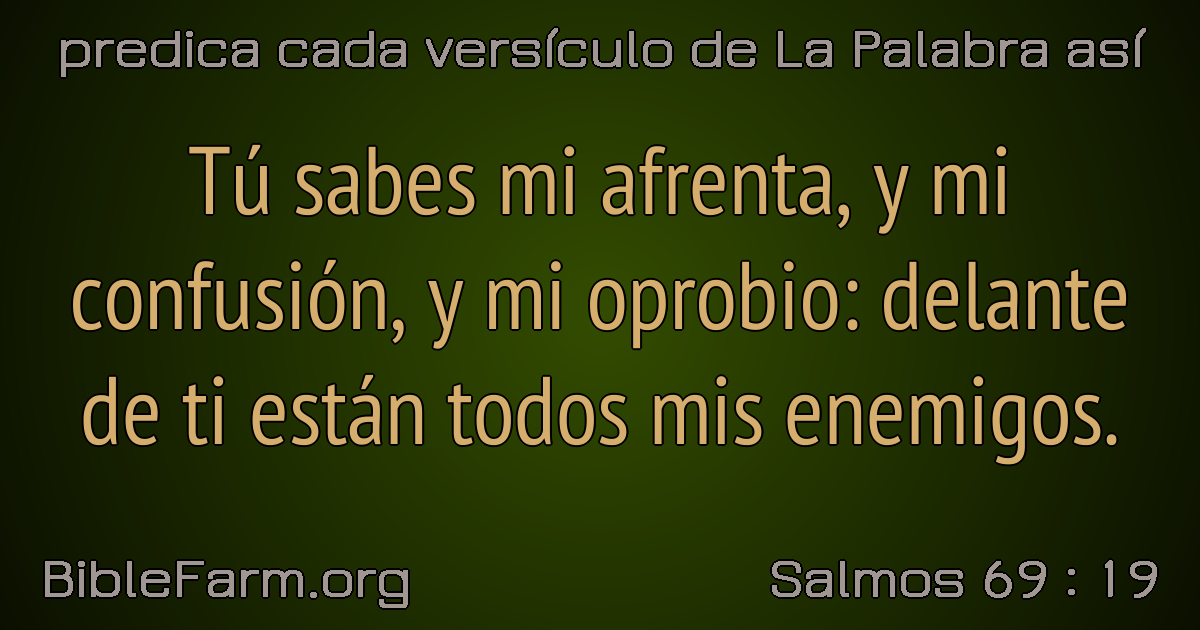 predica cada versículo de La Palabra así
Tú sabes mi afrenta, y mi
confusión, y mi oprobio: delante
de ti están todos mis enemigos.
BibleFarm.org
Salmos 69 : 19